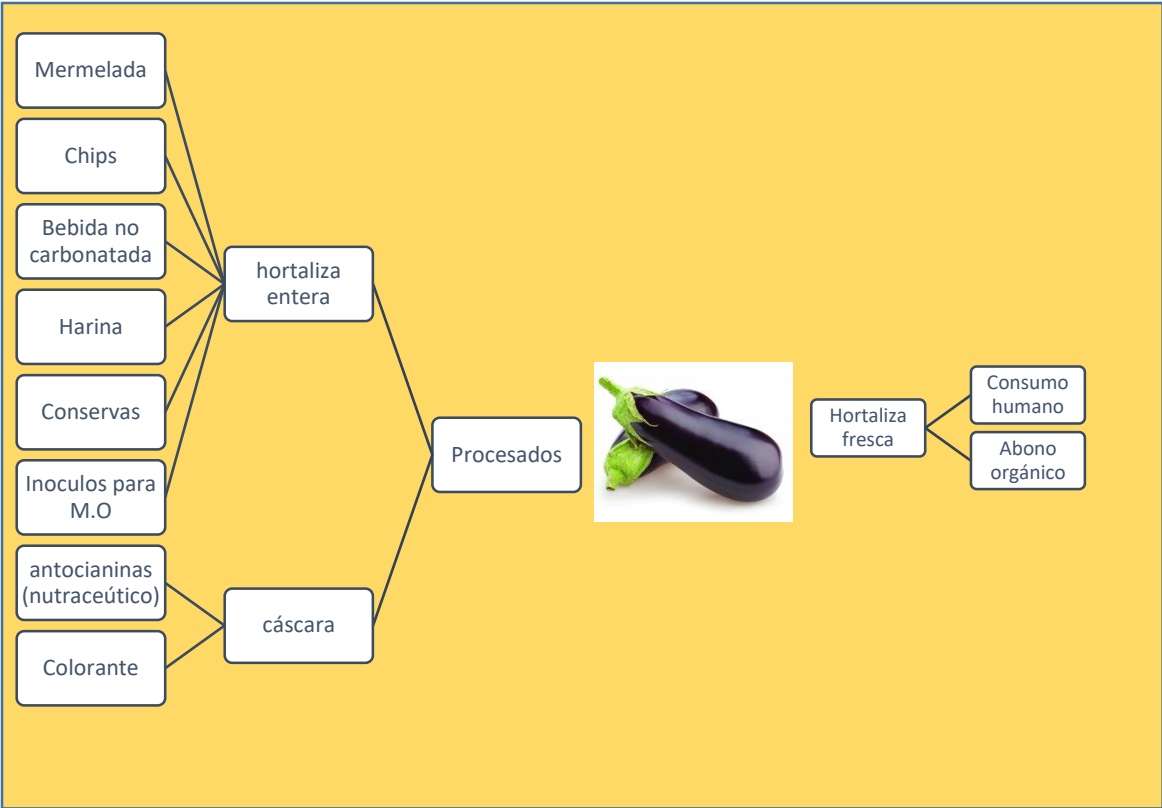 Mermelada
Chips
Bebida no
carbonatada
Harina
Conservas
Inoculos para
M.O
antocianinas
(nutraceútico)
Colorante
hortaliza
entera
cáscara
Procesados
Hortaliza
fresca
Consumo
humano
Abono
orgánico